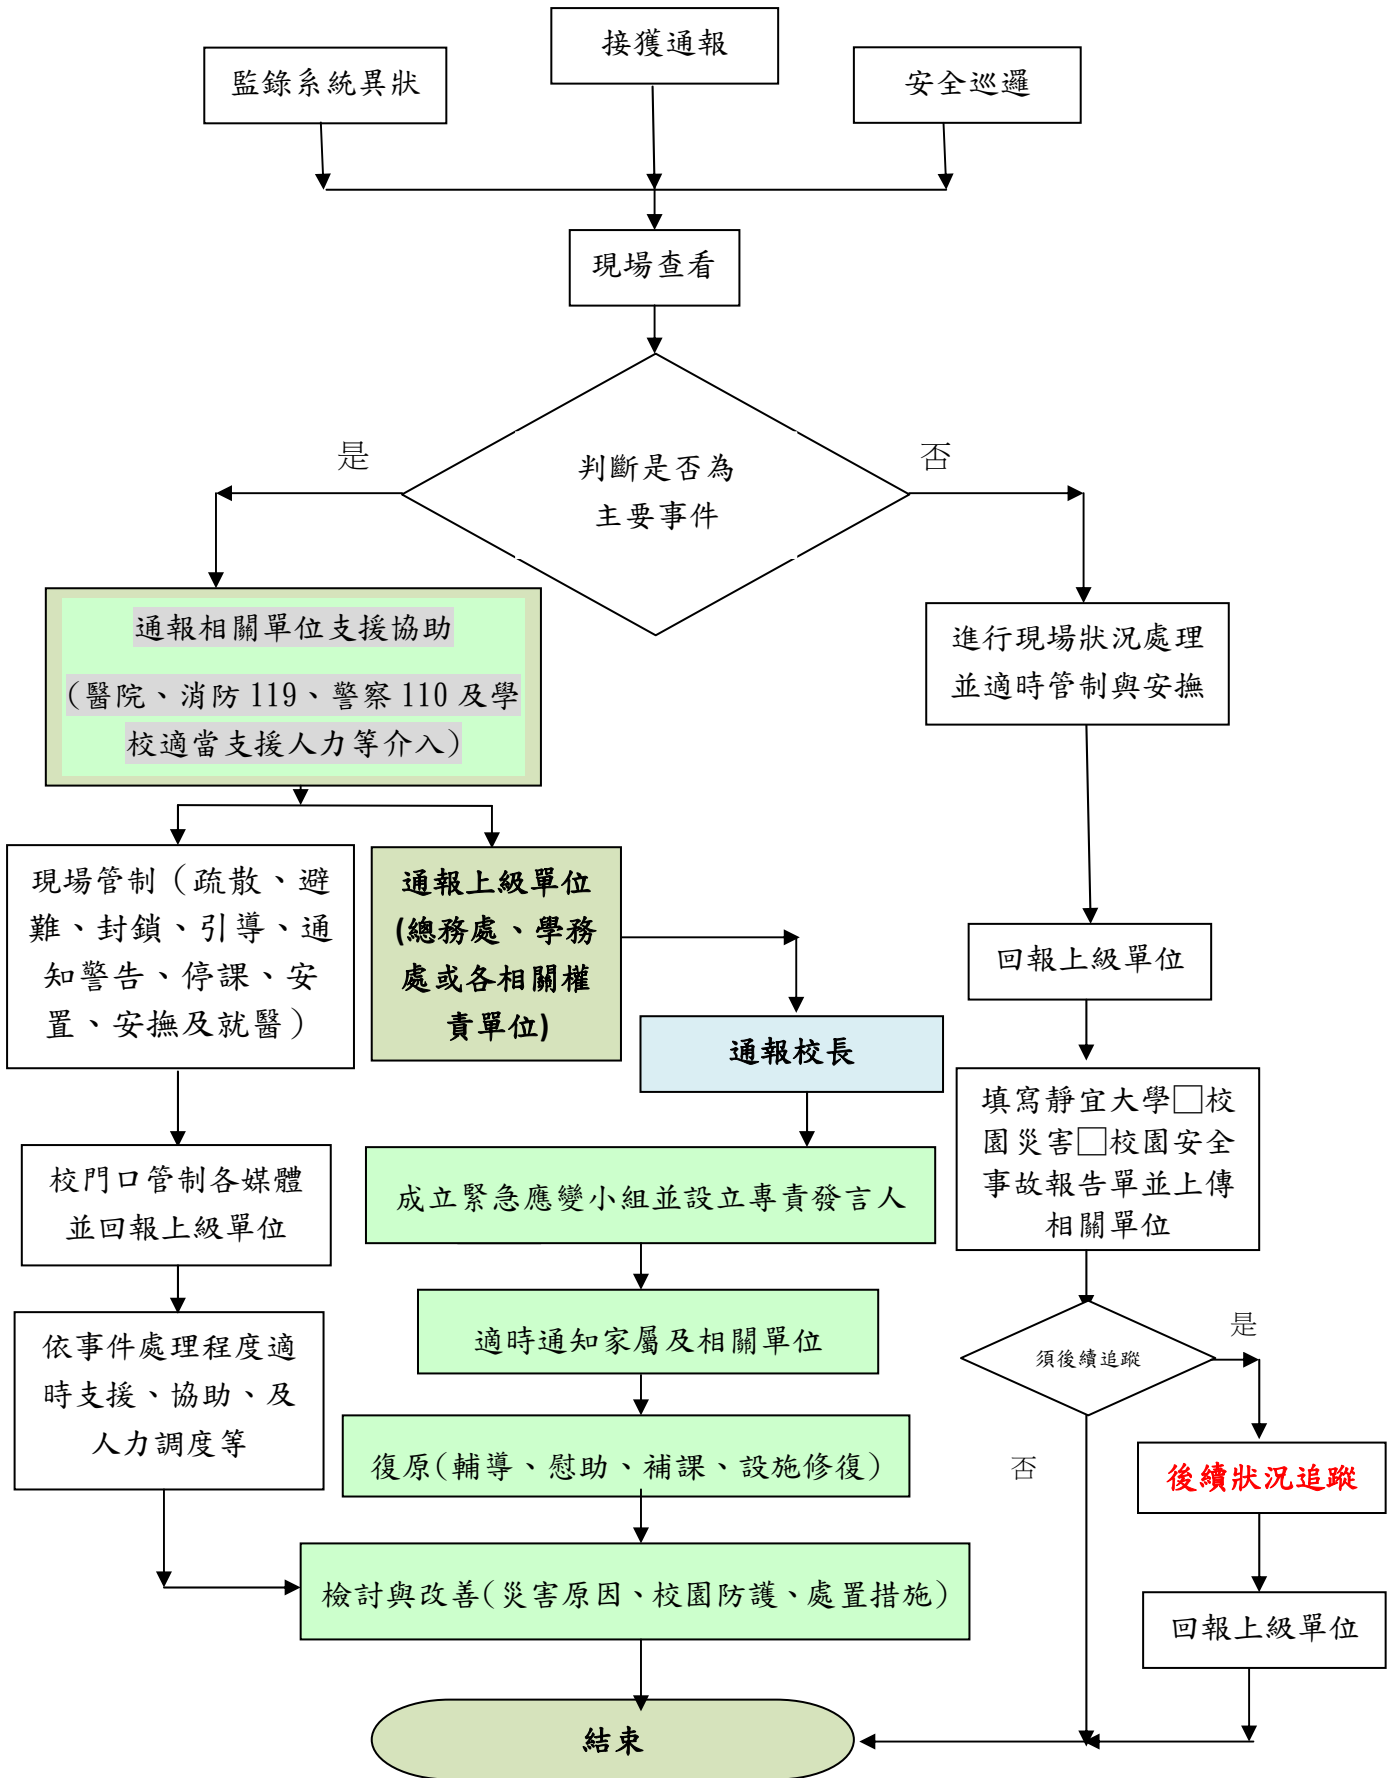 接獲通報
監錄系統異狀
安全巡邏
現場查看
判斷是否為
主要事件
是
否
通報相關單位支援協助
（醫院、消防 119、警察 110 及學
校適當支援人力等介入）
進行現場狀況處理
並適時管制與安撫
現場管制（疏散、避
難、封鎖、引導、通
知警告、停課、安
置、安撫及就醫）
通報上級單位
(總務處、學務
處或各相關權
責單位)
回報上級單位
通報校長
填寫靜宜大學□校
園災害□校園安全
事故報告單並上傳
相關單位
校門口管制各媒體
並回報上級單位
成立緊急應變小組並設立專責發言人
適時通知家屬及相關單位
依事件處理程度適
時支援、協助、及
人力調度等
須後續追蹤
是
否
復原(輔導、慰助、補課、設施修復)
後續狀況追蹤
檢討與改善(災害原因、校園防護、處置措施)
回報上級單位
結束